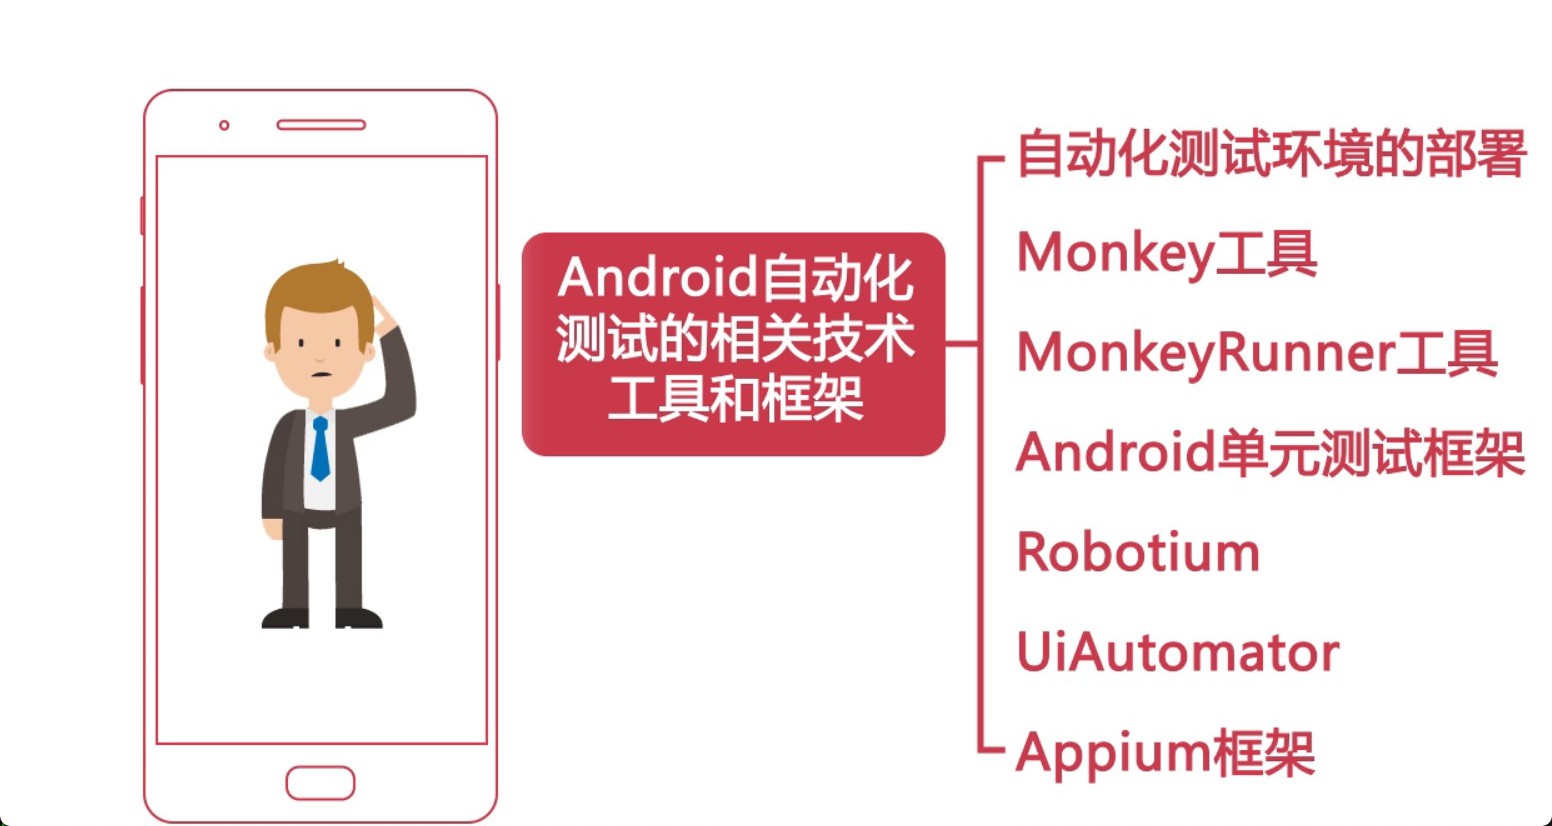 Android自动化
测试的相关技术
工具和框架
自动化测试环境的部署
Monkey工具
MonkeyRunner工具
Android单元测试框架
Robotium
UiAutomator
Appium框架